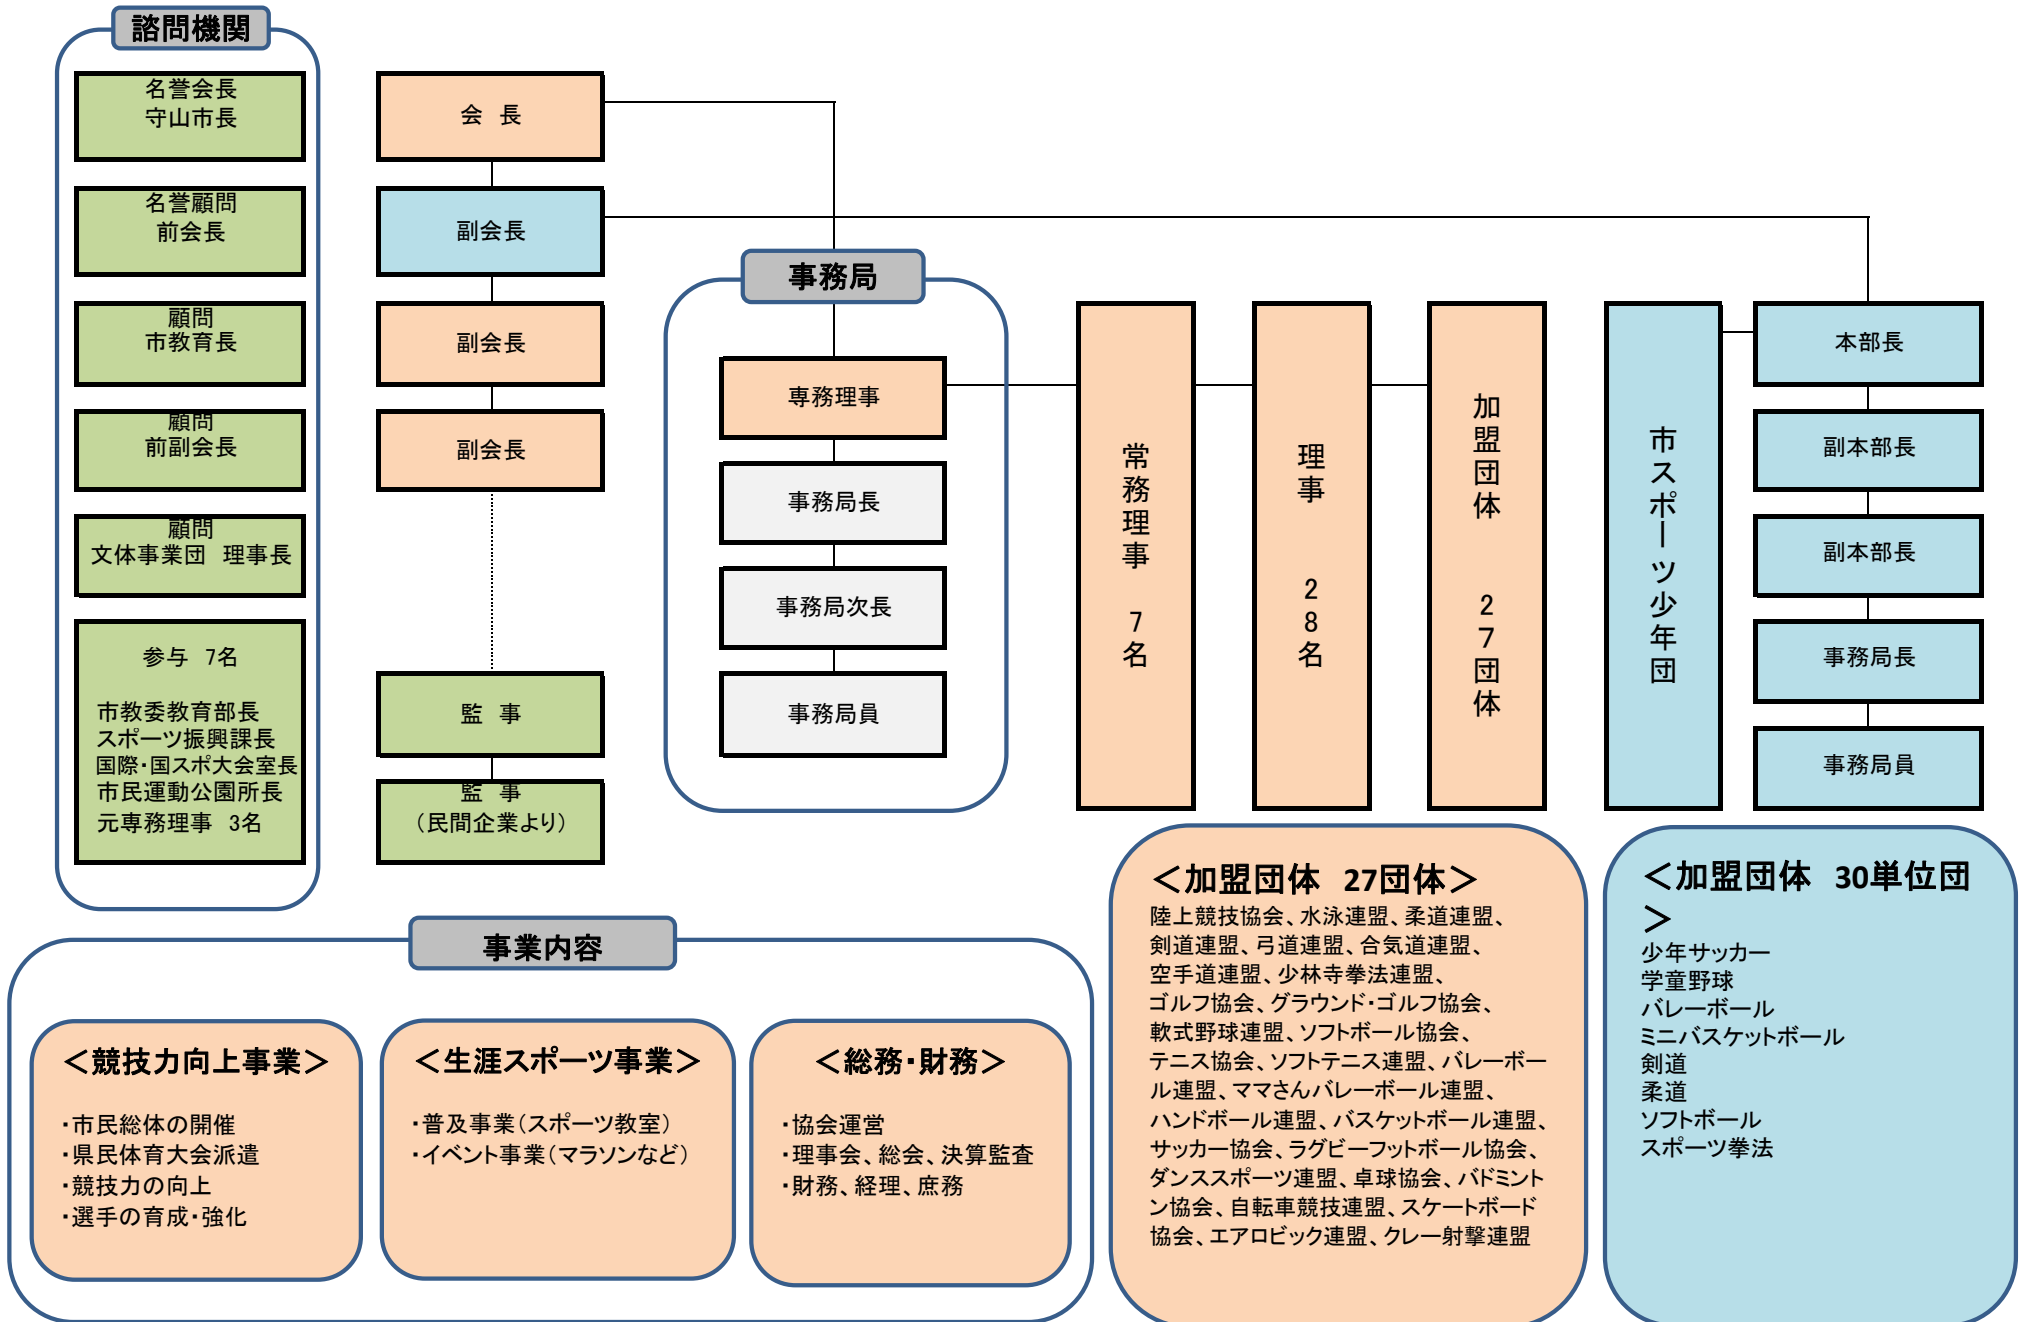 諮問機関
名誉会長
守山市長
名誉顧問
前会長
顧問
市教育長
顧問
前副会長
顧問
文体事業団　理事長
参与　7名
市教委教育部長
スポーツ振興課長
国際・国スポ大会室長
市民運動公園所長
元専務理事　3名
会　長
副会長
副会長
副会長
監　事
監　事
（民間企業より）
事務局
専務理事
事務局長
事務局次長
事務局員
常務理事　7名
理事　28名
加盟団体　27団体
市スポーツ少年団
本部長
副本部長
副本部長
事務局長
事務局員
事業内容
＜競技力向上事業＞
・市民総体の開催
・県民体育大会派遣
・競技力の向上
・選手の育成・強化
＜生涯スポーツ事業＞
・普及事業（スポーツ教室）
・イベント事業（マラソンなど）
＜総務・財務＞
・協会運営
・理事会、総会、決算監査
・財務、経理、庶務
＜加盟団体　27団体＞
陸上競技協会、水泳連盟、柔道連盟、
剣道連盟、弓道連盟、合気道連盟、
空手道連盟、少林寺拳法連盟、
ゴルフ協会、グラウンド・ゴルフ協会、
軟式野球連盟、ソフトボール協会、
テニス協会、ソフトテニス連盟、バレーボー
ル連盟、ママさんバレーボール連盟、
ハンドボール連盟、バスケットボール連盟、
サッカー協会、ラグビーフットボール協会、
ダンススポーツ連盟、卓球協会、バドミント
ン協会、自転車競技連盟、スケートボード
協会、エアロビック連盟、クレー射撃連盟
＜加盟団体　30単位団
＞
少年サッカー
学童野球
バレーボール
ミニバスケットボール
剣道
柔道
ソフトボール
スポーツ拳法